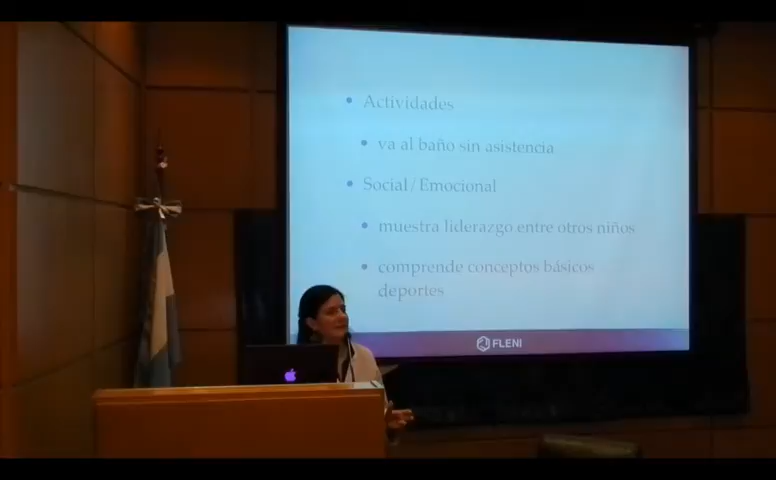 Actividades
va al baño sin asistencia
Social / Emocional
muestra liderazgo entre otros niños
comprende conceptos básicos
deportes
FLENI